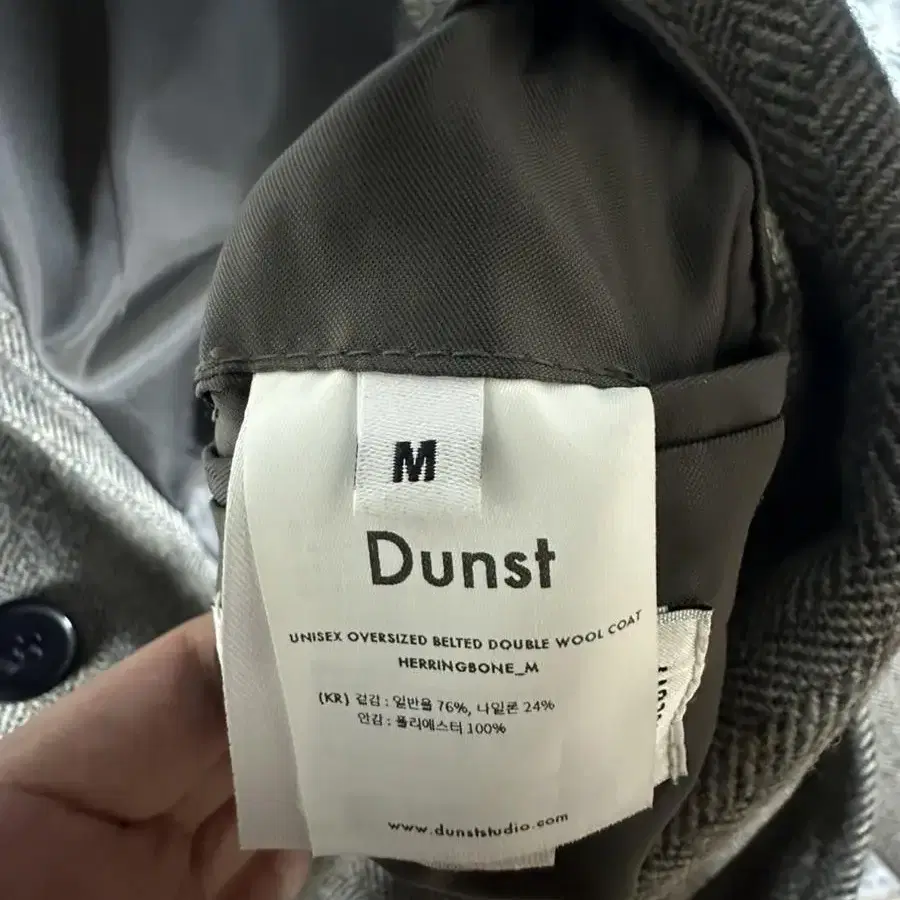 M
Dunst
UNISEX OVERSIZED BELTED DOUBLE WOOL COAT
HERRINGBONE_M
(KR) 겉감 : 일반울 76%, 나일론 24%
안감 : 폴리에스터 100%
www.dunststudio.com